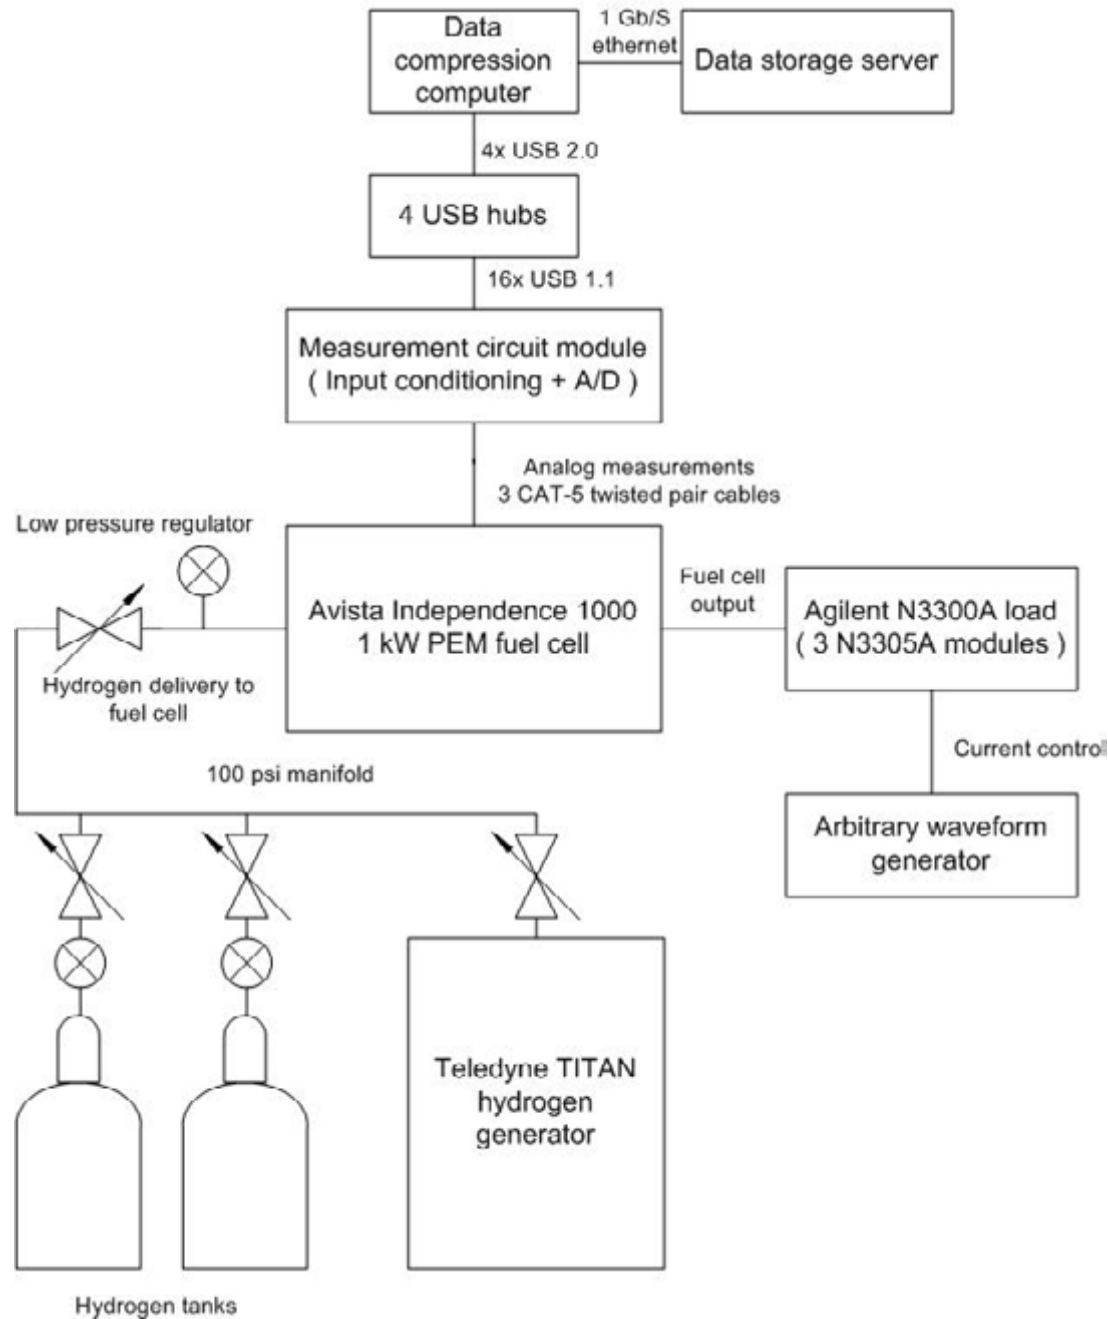 Data
compression
computer
1 Gb/S
ethernet
Data storage server
4x USB 2.0
4 USB hubs
16x USB 1.1
Measurement circuit module
( Input conditioning + A/D )
Analog measurements
3 CAT-5 twisted pair cables
Low pressure regulator
Avista Independence 1000
1 kW PEM fuel cell
Fuel cell
output
Agilent N3300A load
( 3 N3305A modules )
Hydrogen delivery to
fuel cell
Current control
100 psi manifold
Arbitrary waveform
generator
Teledyne TITAN
hydrogen
generator
Hydrogen tanks